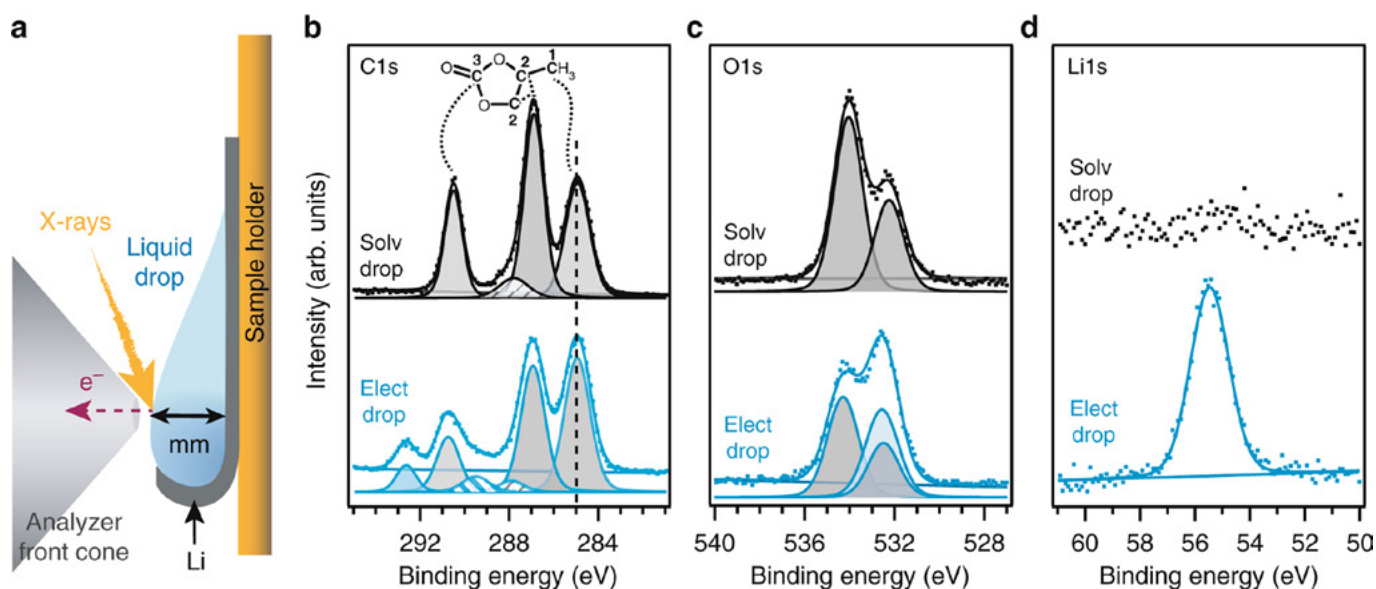 a
X-rays
Liquid
drop
e−
mm
Analyzer
front cone
Li
Sample holder
b
C1s
3
O
2
1
O
C
C
CH3
O
C
2
Solv
drop
Elect
drop
Intensity (arb. units)
292
288
284
Binding energy (eV)
c
O1s
Solv
drop
Elect
drop
540
536
532
528
Binding energy (eV)
d
Li1s
Solv
drop
Elect
drop
60
58
56
54
52
50
Binding energy (eV)